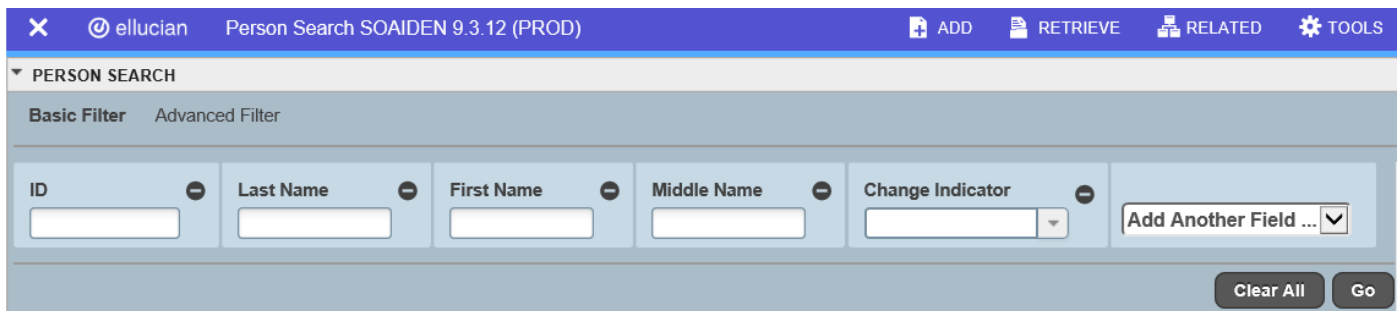 ellucian Person Search SOAIDEN 9.3.12 (PROD) ADD RETRIEVE RELATED TOOLS
PERSON SEARCH
Basic Filter Advanced Filter
ID Last Name First Name Middle Name Change Indicator
Add Another Field ...
Clear All Go